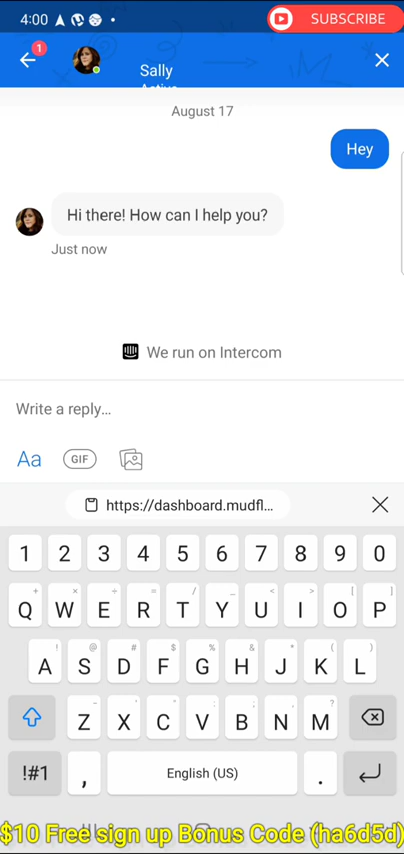 4:00
SUBSCRIBE
1
Sally
Active
August 17
Hey
Hi there! How can I help you?
Just now
We run on Intercom
Write a reply...
Aa GIF
https://dashboard.mudfl...
1 2 3 4 5 6 7 8 9 0
+ × ÷ = / _ < > [ ]
Q W E R T Y U I O P
! @ # $ % ^ & * ( )
A S D F G H J K L
- ' " : ; , ?
Z X C V B N M
!#1 , English (US) .
$10 Free sign up Bonus Code (ha6d5d)